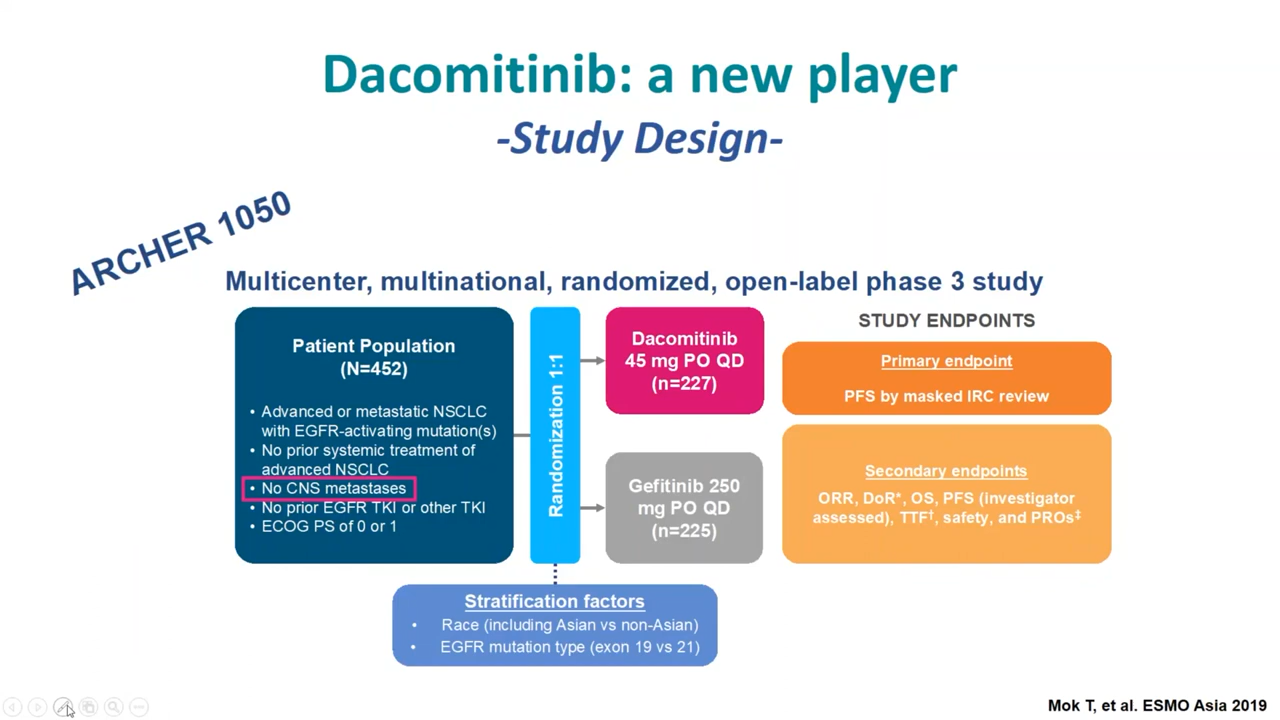 Dacomitinib: a new player
-Study Design-
ARCHER 1050
Multicenter, multinational, randomized, open-label phase 3 study
Patient Population
(N=452)
• Advanced or metastatic NSCLC
with EGFR-activating mutation(s)
• No prior systemic treatment of
advanced NSCLC
• No CNS metastases
• No prior EGFR TKI or other TKI
• ECOG PS of 0 or 1
Randomization 1:1
Dacomitinib
45 mg PO QD
(n=227)
Gefitinib 250
mg PO QD
(n=225)
STUDY ENDPOINTS
Primary endpoint
PFS by masked IRC review
Secondary endpoints
ORR, DoR*, OS, PFS (investigator
assessed), TTF†, safety, and PROs‡
Stratification factors
• Race (including Asian vs non-Asian)
• EGFR mutation type (exon 19 vs 21)
Mok T, et al. ESMO Asia 2019